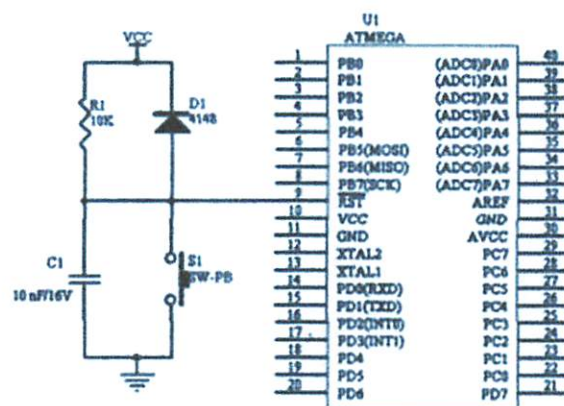 U1
ATMEGA
VCC
R1
10K
D1
4148
C1
10 nF/16V
S1
SW-PB
1 PB0
2 PB1
3 PB2
4 PB3
5 PB4
6 PB5(MOSI)
7 PB6(MISO)
8 PB7(SCK)
9 RST
10 VCC
11 GND
12 XTAL2
13 XTAL1
14 PD0(RXD)
15 PD1(TXD)
16 PD2(INT0)
17 PD3(INT1)
18 PD4
19 PD5
20 PD6
(ADC0)PA0 40
(ADC1)PA1 39
(ADC2)PA2 38
(ADC3)PA3 37
(ADC4)PA4 36
(ADC5)PA5 35
(ADC6)PA6 34
(ADC7)PA7 33
AREF 32
GND 31
AVCC 30
PC7 29
PC6 28
PC5 27
PC4 26
PC3 25
PC2 24
PC1 23
PC0 22
PD7 21